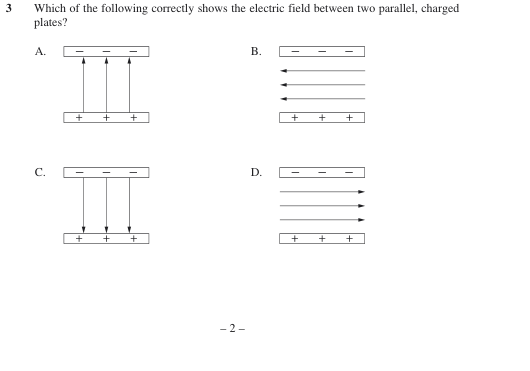 3 Which of the following correctly shows the electric field between two parallel, charged
plates?
A. − − −
+ + +
B. − − −
+ + +
C. − − −
+ + +
D. − − −
+ + +
– 2 –